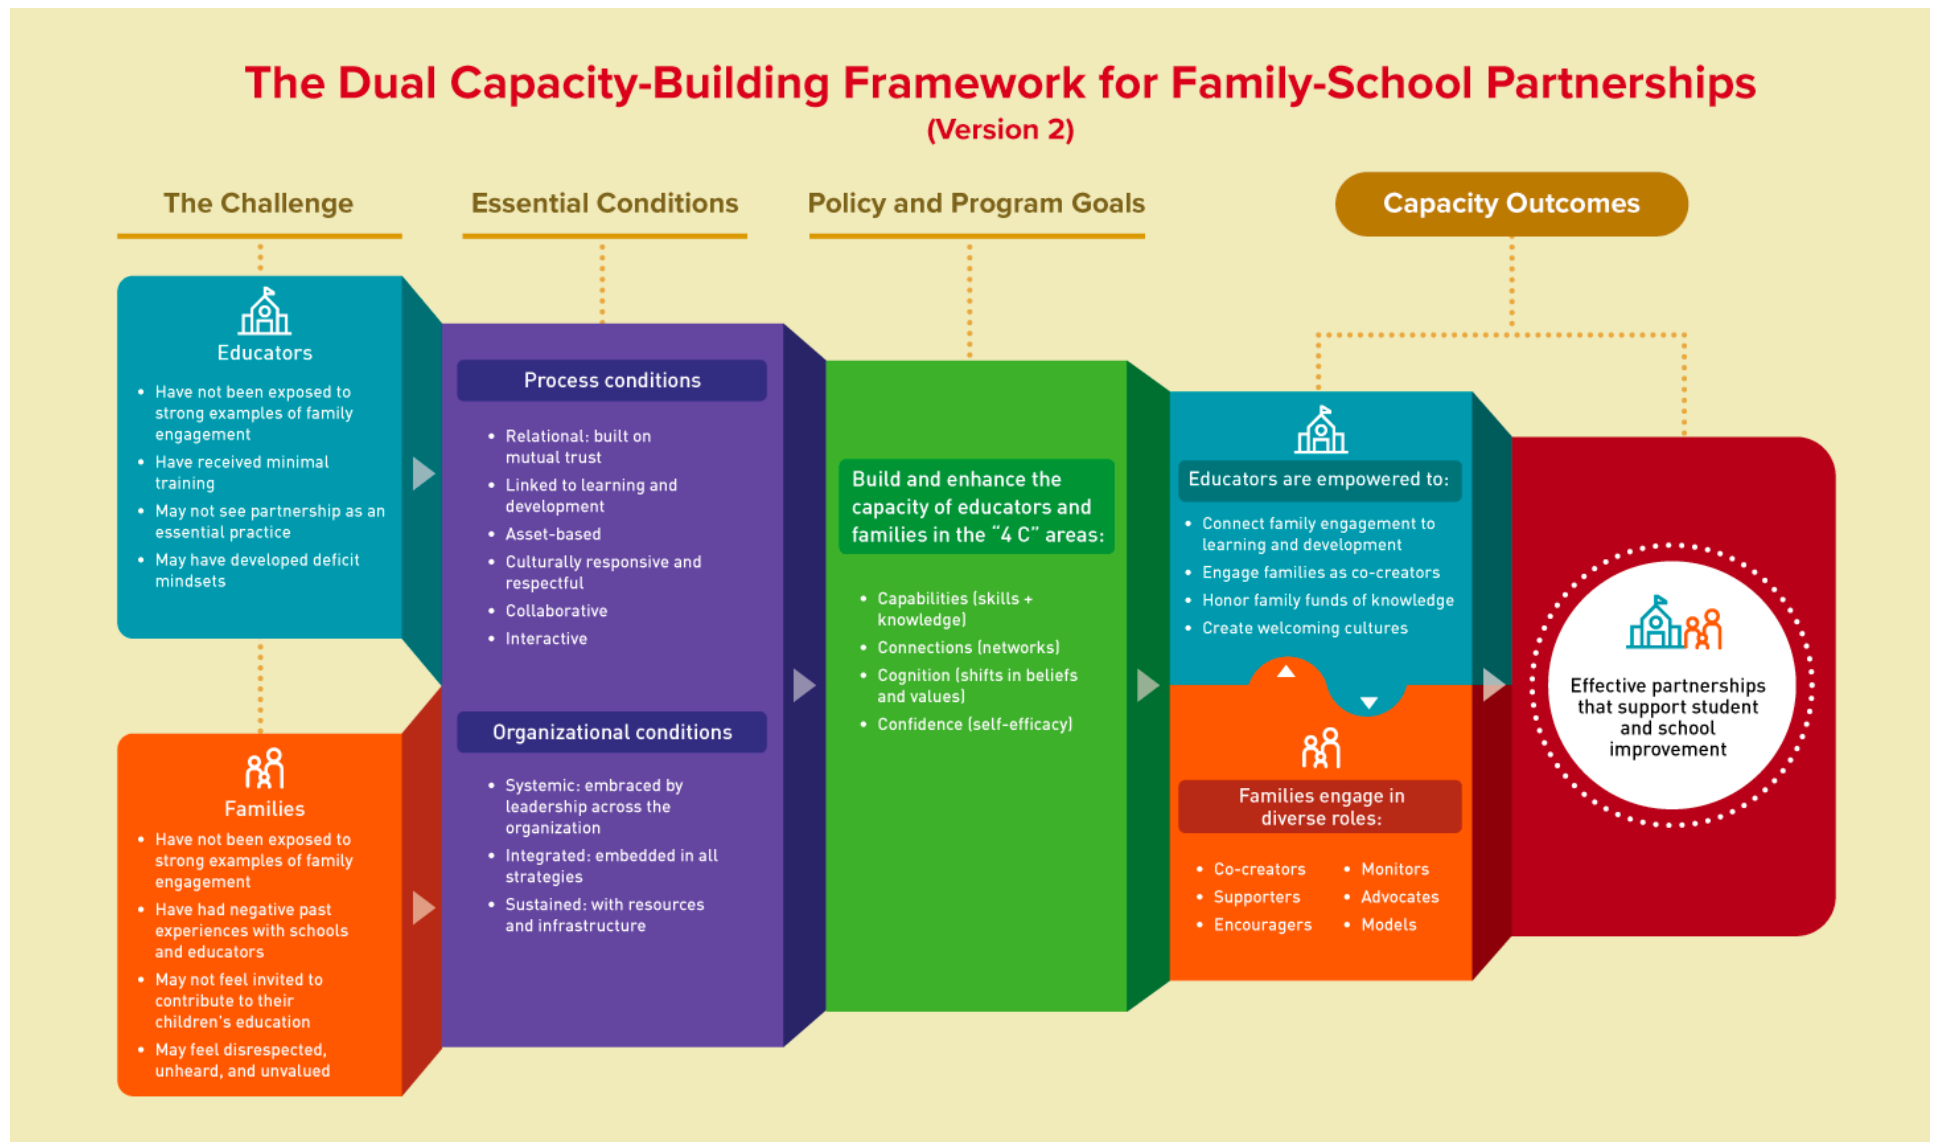 The Dual Capacity-Building Framework for Family-School Partnerships
(Version 2)
The Challenge
Essential Conditions
Policy and Program Goals
Capacity Outcomes
Educators
• Have not been exposed to
strong examples of family
engagement
• Have received minimal
training
• May not see partnership as an
essential practice
• May have developed deficit
mindsets
Families
• Have not been exposed to
strong examples of family
engagement
• Have had negative past
experiences with schools
and educators
• May not feel invited to
contribute to their
children's education
• May feel disrespected,
unheard, and unvalued
Process conditions
• Relational: built on
mutual trust
• Linked to learning and
development
• Asset-based
• Culturally responsive and
respectful
• Collaborative
• Interactive
Organizational conditions
• Systemic: embraced by
leadership across the
organization
• Integrated: embedded in all
strategies
• Sustained: with resources
and infrastructure
Build and enhance the
capacity of educators and
families in the “4 C” areas:
• Capabilities (skills +
knowledge)
• Connections (networks)
• Cognition (shifts in beliefs
and values)
• Confidence (self-efficacy)
Educators are empowered to:
• Connect family engagement to
learning and development
• Engage families as co-creators
• Honor family funds of knowledge
• Create welcoming cultures
Families engage in
diverse roles:
• Co-creators
• Supporters
• Encouragers
• Monitors
• Advocates
• Models
Effective partnerships
that support student
and school
improvement